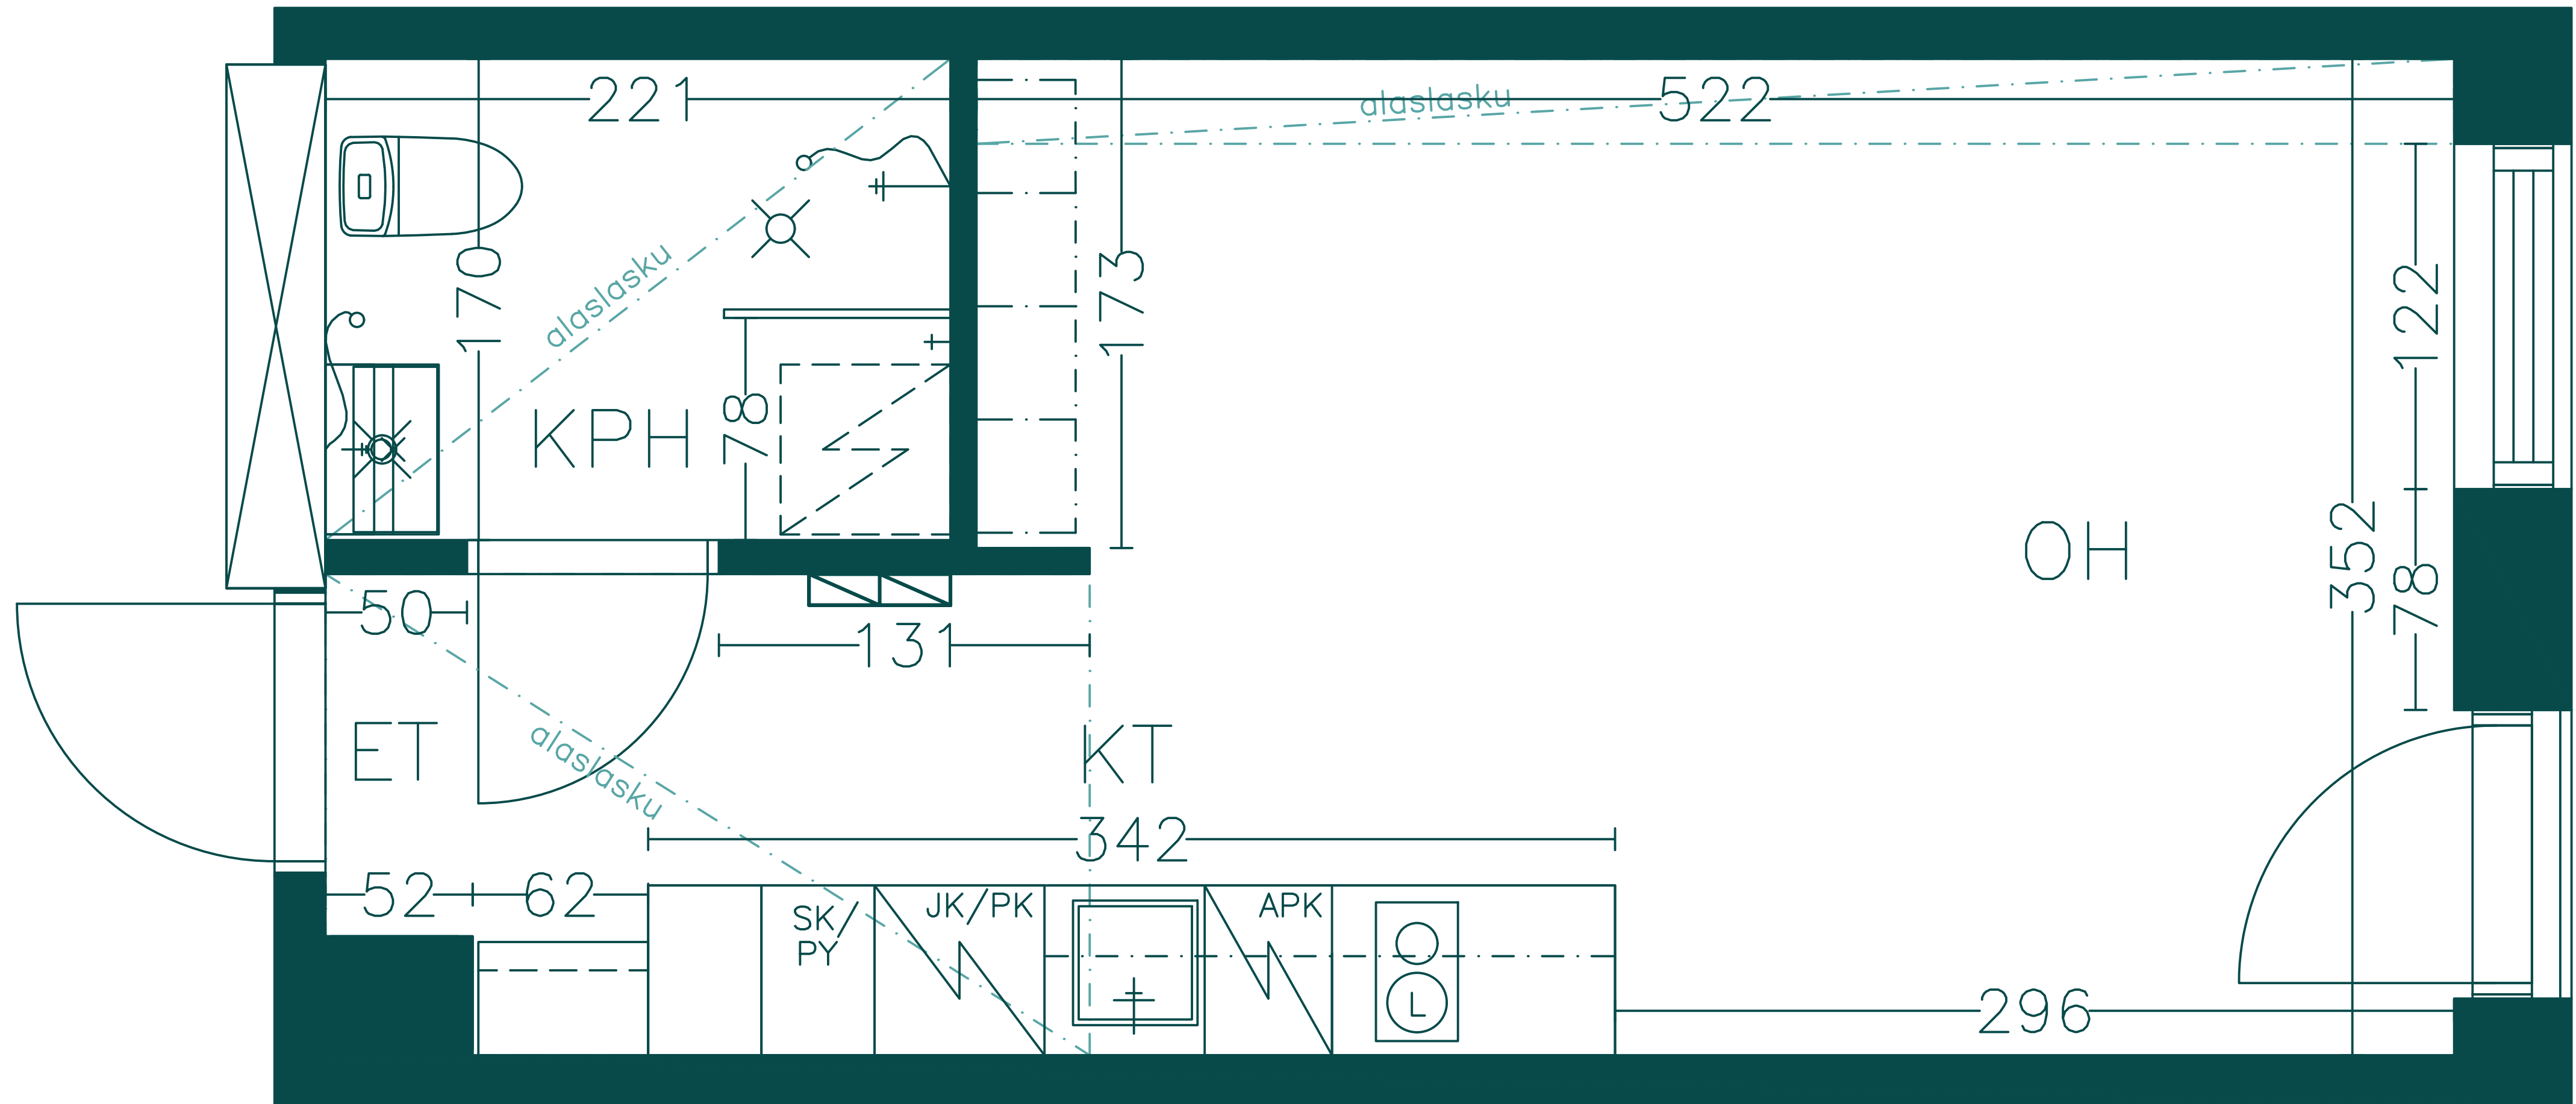 221
alaslasku
522
170
alaslasku
173
122
KPH
78
OH
352
78
50
131
ET
alaslasku
KT
342
52
62
SK/
PY
JK/PK
APK
L
296